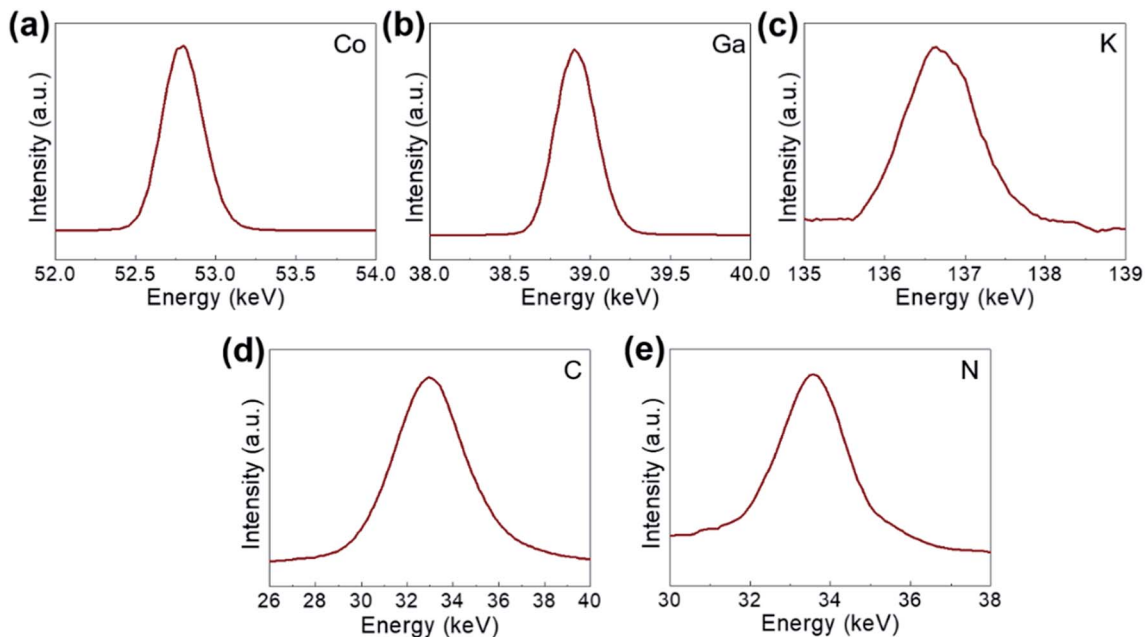 (a)
Co
Intensity (a.u.)
52.0 52.5 53.0 53.5 54.0
Energy (keV)
(b)
Ga
Intensity (a.u.)
38.0 38.5 39.0 39.5 40.0
Energy (keV)
(c)
K
Intensity (a.u.)
135 136 137 138 139
Energy (keV)
(d)
C
Intensity (a.u.)
26 28 30 32 34 36 38 40
Energy (keV)
(e)
N
Intensity (a.u.)
30 32 34 36 38
Energy (keV)